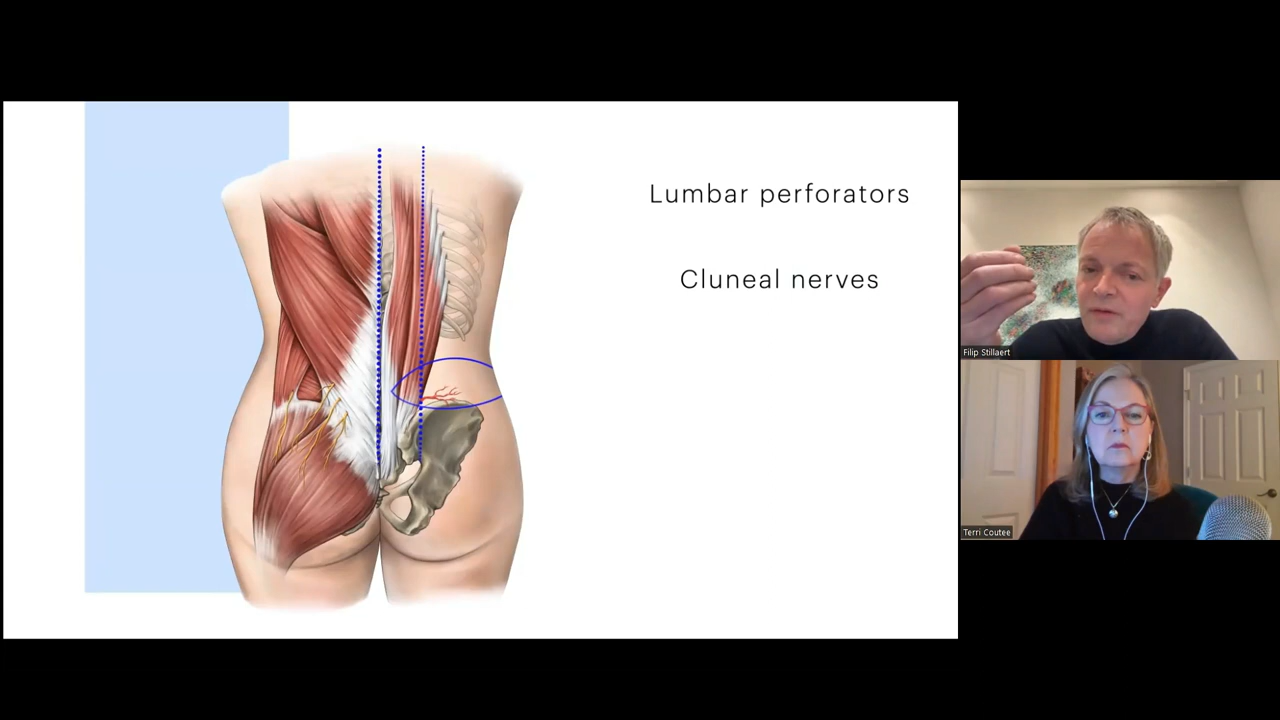 Lumbar perforators
Cluneal nerves
Filip Stillaert
Terri Coutee